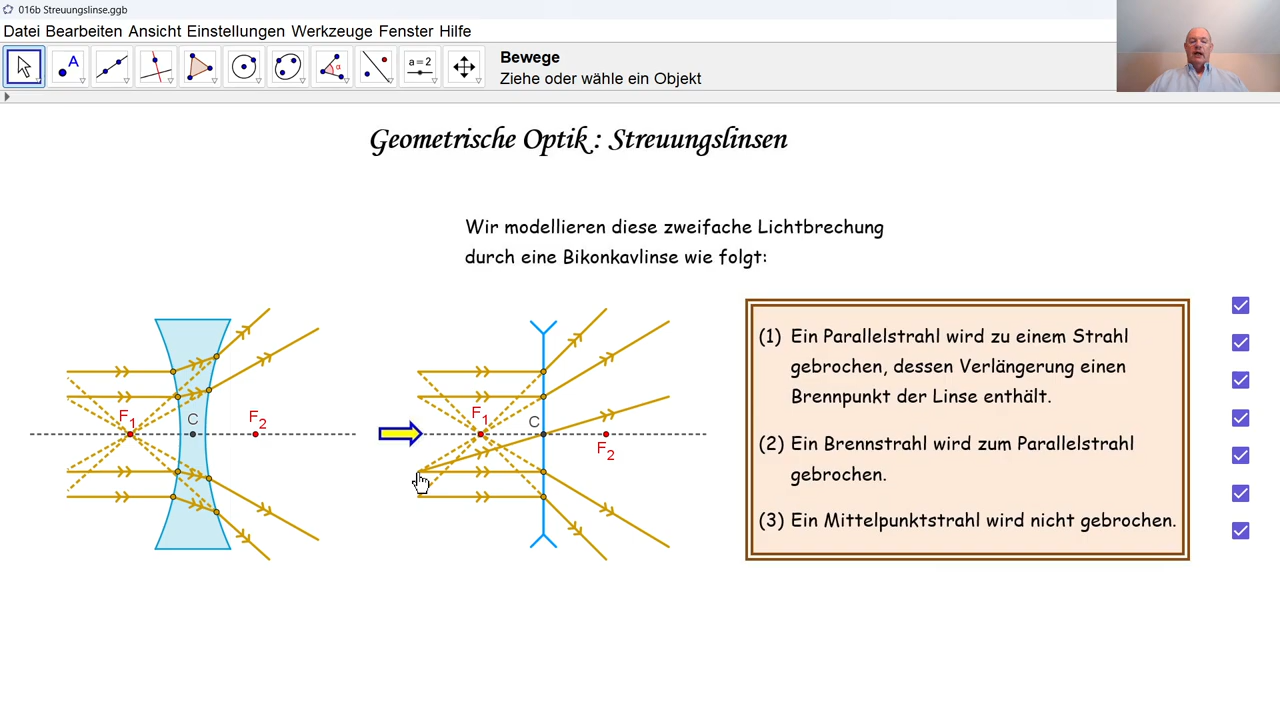 016b Streuungslinse.ggb
Datei Bearbeiten Ansicht Einstellungen Werkzeuge Fenster Hilfe
A
α
a=2
Bewege
Ziehe oder wähle ein Objekt
Geometrische Optik : Streuungslinsen
Wir modellieren diese zweifache Lichtbrechung
durch eine Bikonkavlinse wie folgt:
F1 C F2
F1 C F2
(1) Ein Parallelstrahl wird zu einem Strahl
gebrochen, dessen Verlängerung einen
Brennpunkt der Linse enthält.
(2) Ein Brennstrahl wird zum Parallelstrahl
gebrochen.
(3) Ein Mittelpunktstrahl wird nicht gebrochen.